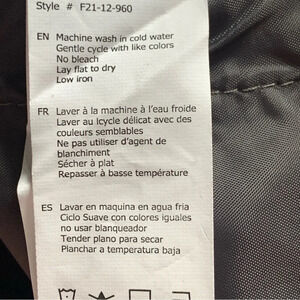 Style # F21-12-960
EN Machine wash in cold water
Gentle cycle with like colors
No bleach
Lay flat to dry
Low iron
FR Laver à la machine à l'eau froide
Laver au lcycle délicat avec des
couleurs semblables
Ne pas utiliser d'agent de
blanchiment
Sécher à plat
Repasser à basse température
ES Lavar en maquina en agua fria
Ciclo Suave con colores iguales
no usar blanqueador
Tender plano para secar
Planchar a temperatura baja